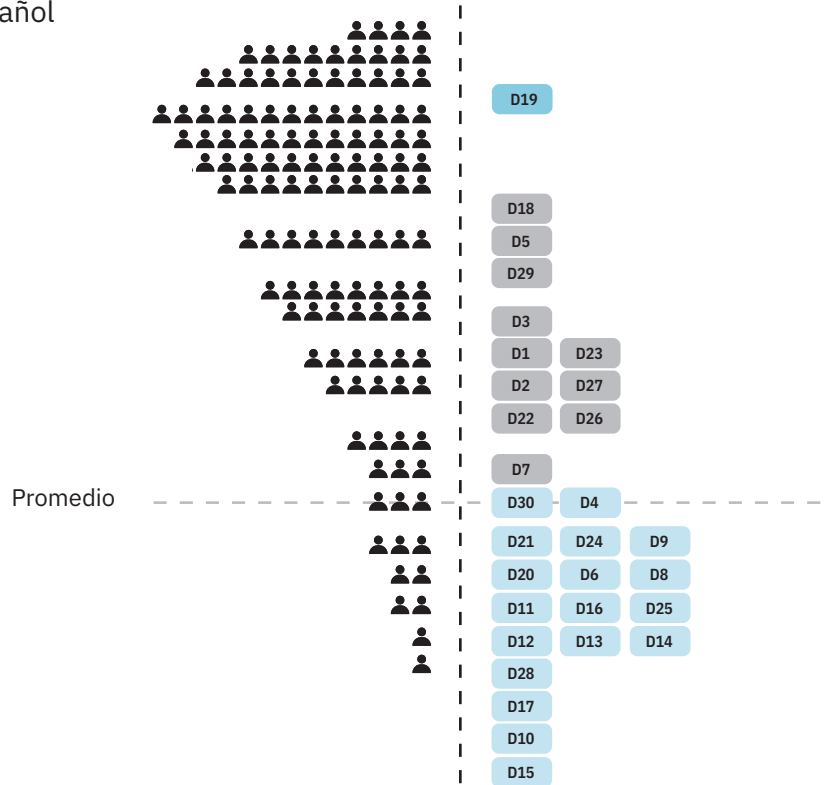 añol
D19
D18
D5
D29
D3
D1 D23
D2 D27
D22 D26
D7
Promedio D30 D4
D21 D24 D9
D20 D6 D8
D11 D16 D25
D12 D13 D14
D28
D17
D10
D15